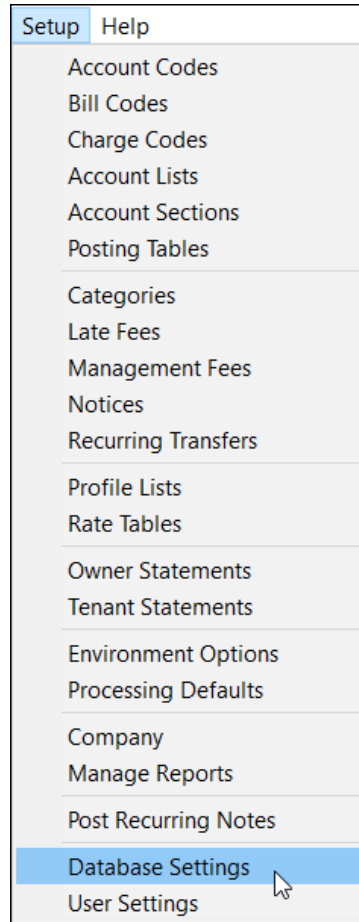 Setup Help
Account Codes
Bill Codes
Charge Codes
Account Lists
Account Sections
Posting Tables
Categories
Late Fees
Management Fees
Notices
Recurring Transfers
Profile Lists
Rate Tables
Owner Statements
Tenant Statements
Environment Options
Processing Defaults
Company
Manage Reports
Post Recurring Notes
Database Settings
User Settings